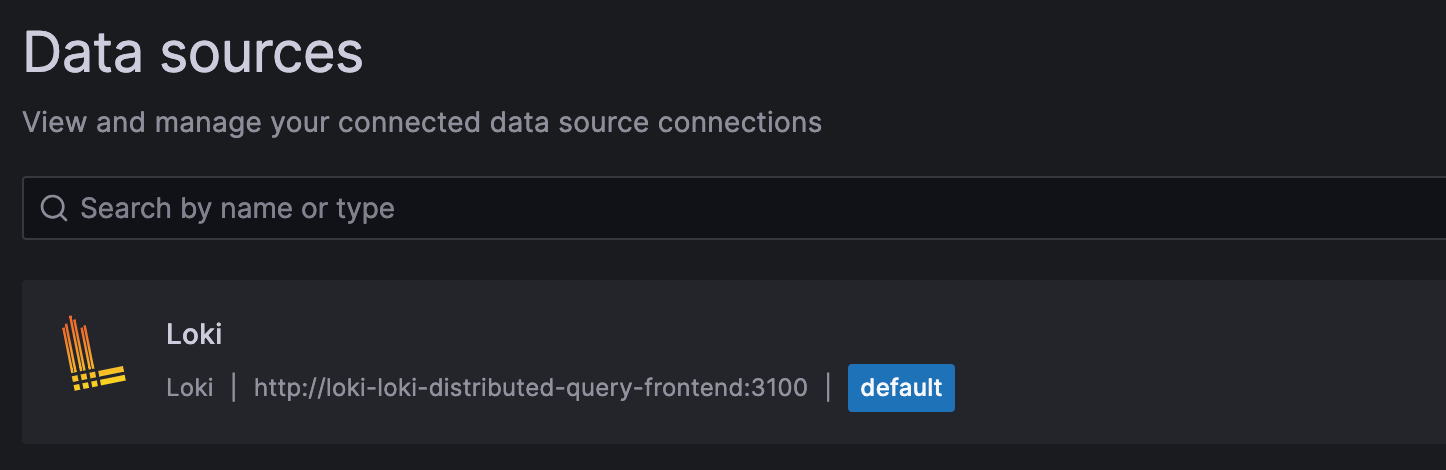 Data sources
View and manage your connected data source connections
Search by name or type
Loki
Loki | http://loki-loki-distributed-query-frontend:3100 | default